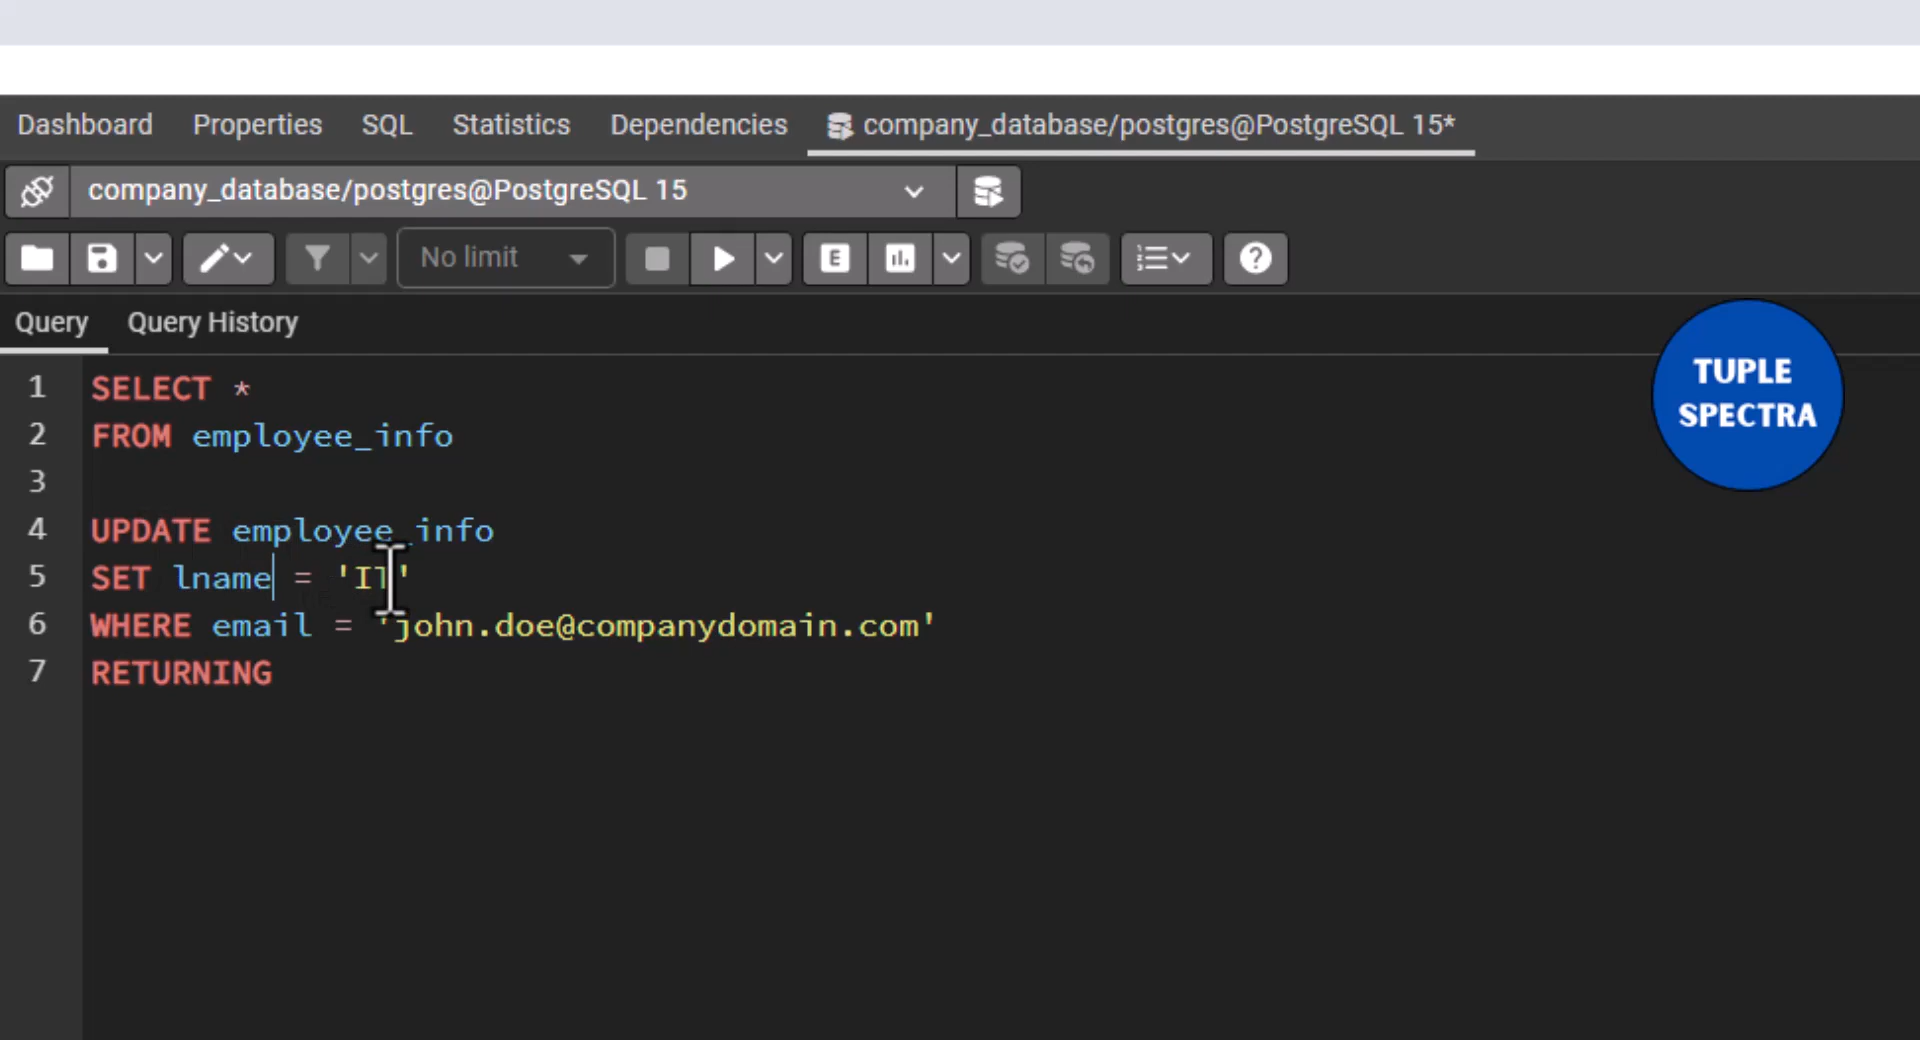 Dashboard Properties SQL Statistics Dependencies company_database/postgres@PostgreSQL 15*
company_database/postgres@PostgreSQL 15
No limit E ?
Query Query History
TUPLE
SPECTRA
1 SELECT *
2 FROM employee_info
3
4 UPDATE employee_info
5 SET lname =
6 WHERE email = 'john.doe@companydomain.com'
7 RETURNING